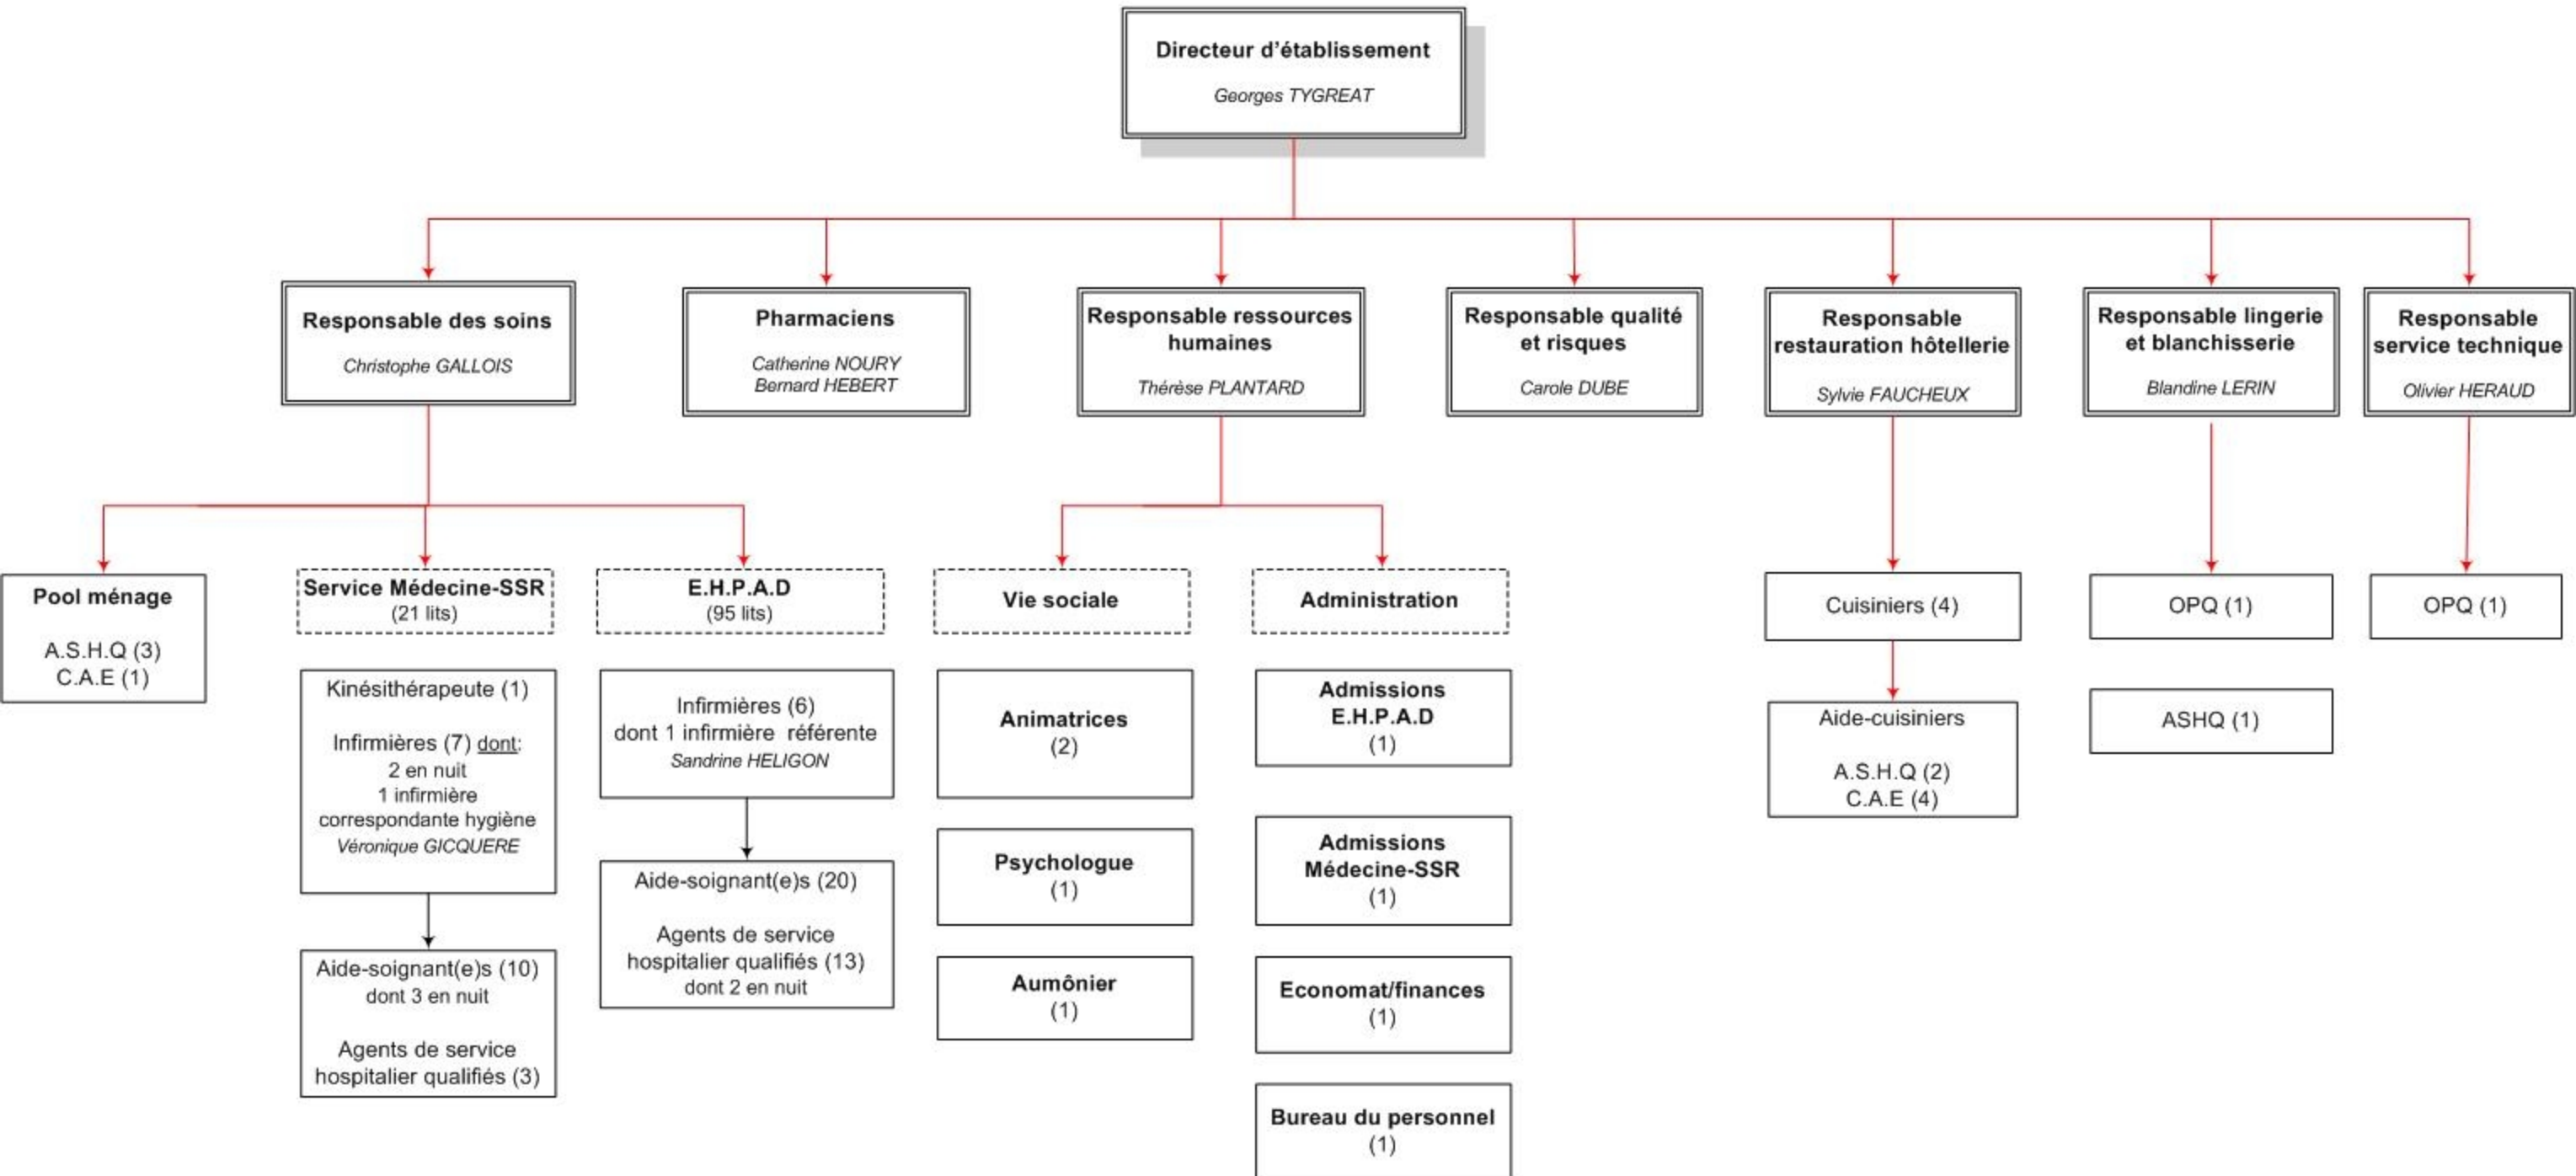 Directeur d'établissement
Georges TYGREAT
Responsable des soins
Christophe GALLOIS
Pharmaciens
Catherine NOURY
Bernard HEBERT
Responsable ressources
humaines
Thérèse PLANTARD
Responsable qualité
et risques
Carole DUBE
Responsable
restauration hôtellerie
Sylvie FAUCHEUX
Responsable lingerie
et blanchisserie
Blandine LERIN
Responsable
service technique
Olivier HERAUD
Pool ménage
A.S.H.Q (3)
C.A.E (1)
Service Médecine-SSR
(21 lits)
Kinésithérapeute (1)
Infirmières (7) dont:
2 en nuit
1 infirmière
correspondante hygiène
Véronique GICQUERE
Aide-soignant(e)s (10)
dont 3 en nuit
Agents de service
hospitalier qualifiés (3)
E.H.P.A.D
(95 lits)
Infirmières (6)
dont 1 infirmière référente
Sandrine HELIGON
Aide-soignant(e)s (20)
Agents de service
hospitalier qualifiés (13)
dont 2 en nuit
Vie sociale
Animatrices
(2)
Psychologue
(1)
Aumônier
(1)
Administration
Admissions
E.H.P.A.D
(1)
Admissions
Médecine-SSR
(1)
Economat/finances
(1)
Bureau du personnel
(1)
Cuisiniers (4)
Aide-cuisiniers
A.S.H.Q (2)
C.A.E (4)
OPQ (1)
ASHQ (1)
OPQ (1)